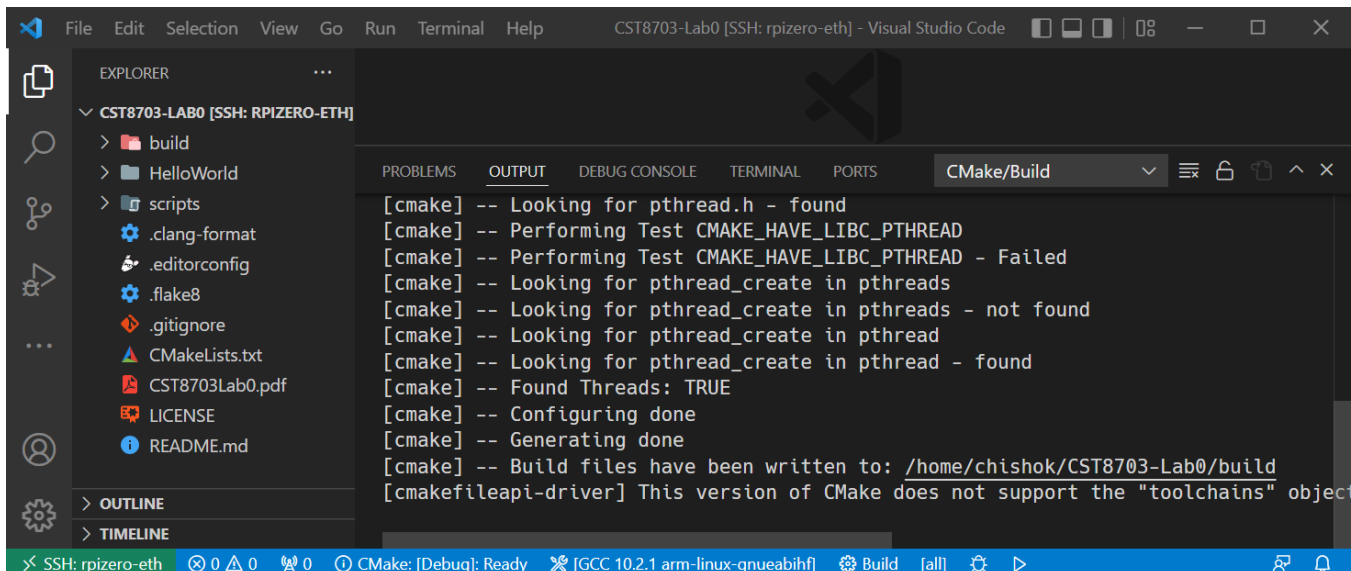 File Edit Selection View Go Run Terminal Help CST8703-Lab0 [SSH: rpizero-eth] - Visual Studio Code
EXPLORER
CST8703-LAB0 [SSH: RPIZERO-ETH]
build
HelloWorld
scripts
.clang-format
.editorconfig
.flake8
.gitignore
CMakeLists.txt
CST8703Lab0.pdf
LICENSE
README.md
OUTLINE
TIMELINE
PROBLEMS OUTPUT DEBUG CONSOLE TERMINAL PORTS CMake/Build
[cmake] -- Looking for pthread.h - found
[cmake] -- Performing Test CMAKE_HAVE_LIBC_PTHREAD
[cmake] -- Performing Test CMAKE_HAVE_LIBC_PTHREAD - Failed
[cmake] -- Looking for pthread_create in pthreads
[cmake] -- Looking for pthread_create in pthreads - not found
[cmake] -- Looking for pthread_create in pthread
[cmake] -- Looking for pthread_create in pthread - found
[cmake] -- Found Threads: TRUE
[cmake] -- Configuring done
[cmake] -- Generating done
[cmake] -- Build files have been written to: /home/chishok/CST8703-Lab0/build
[cmakefileapi-driver] This version of CMake does not support the "toolchains" objec
SSH: rpizero-eth 0 0 0 CMake: [Debug]: Ready [GCC 10.2.1 arm-linux-gnueabihf] Build [all]